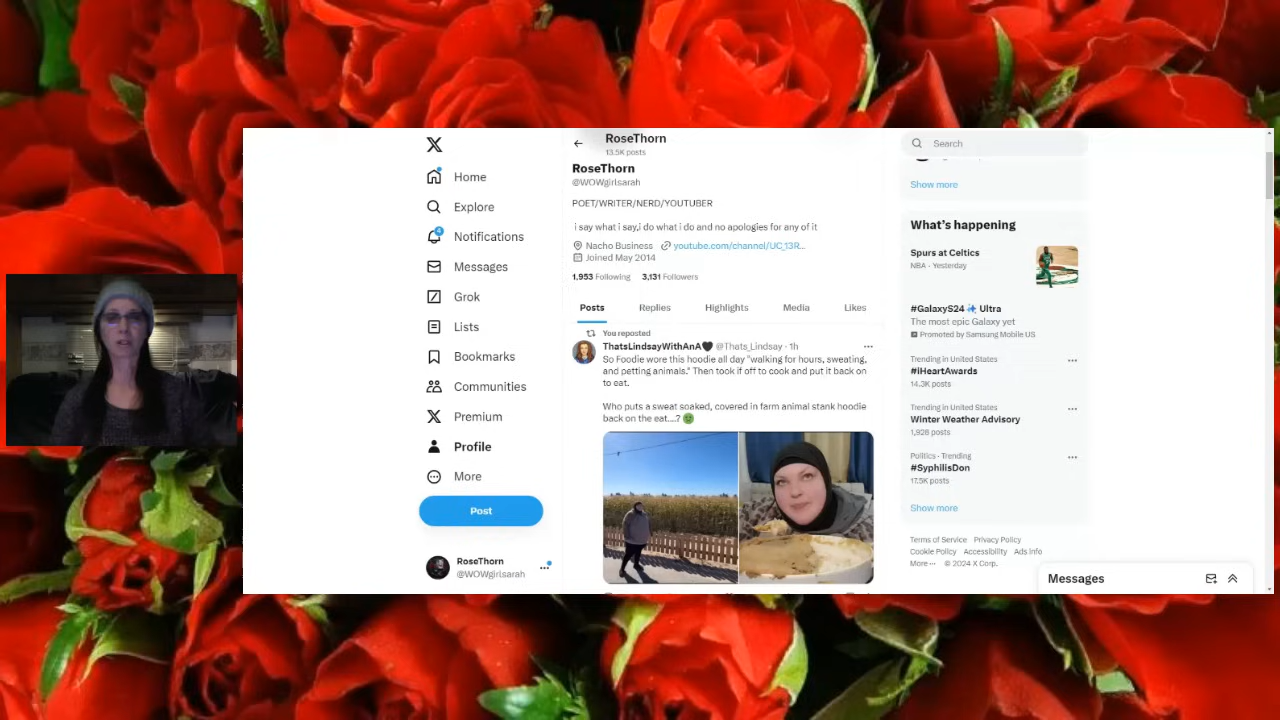 RoseThorn
13.5K posts
RoseThorn
@WOWgirlsarah
POET/WRITER/NERD/YOUTUBER
i say what i say,i do what i do and no apologies for any of it
Nacho Business youtube.com/channel/UC_13R...
Joined May 2014
1,953 Following 3,131 Followers
Posts Replies Highlights Media Likes
You reposted
ThatsLindsayWithAnA🖤 @Thats_Lindsay · 1h
So Foodie wore this hoodie all day "walking for hours, sweating,
and petting animals." Then took if off to cook and put it back on
to eat.
Who puts a sweat soaked, covered in farm animal stank hoodie
back on the eat....? 🤢
Home
Explore
4
Notifications
Messages
Grok
Lists
Bookmarks
Communities
Premium
Profile
More
Post
RoseThorn
@WOWgirlsarah
Search
Show more
What's happening
Spurs at Celtics
NBA · Yesterday
#GalaxyS24 Ultra
The most epic Galaxy yet
Promoted by Samsung Mobile US
Trending in United States
#iHeartAwards
14.3K posts
Trending in United States
Winter Weather Advisory
1,928 posts
Politics · Trending
#SyphilisDon
17.5K posts
Show more
Terms of Service Privacy Policy
Cookie Policy Accessibility Ads info
More ··· © 2024 X Corp.
Messages